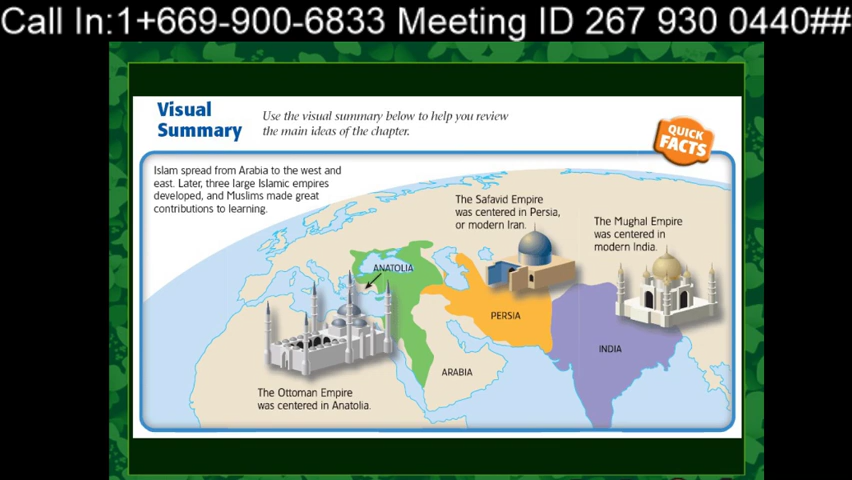 Call In:1+669-900-6833 Meeting ID 267 930 0440##
Visual
Summary
Use the visual summary below to help you review
the main ideas of the chapter.
QUICK
FACTS
Islam spread from Arabia to the west and
east. Later, three large Islamic empires
developed, and Muslims made great
contributions to learning.
The Safavid Empire
was centered in Persia,
or modern Iran.
The Mughal Empire
was centered in
modern India.
ANATOLIA
PERSIA
INDIA
ARABIA
The Ottoman Empire
was centered in Anatolia.